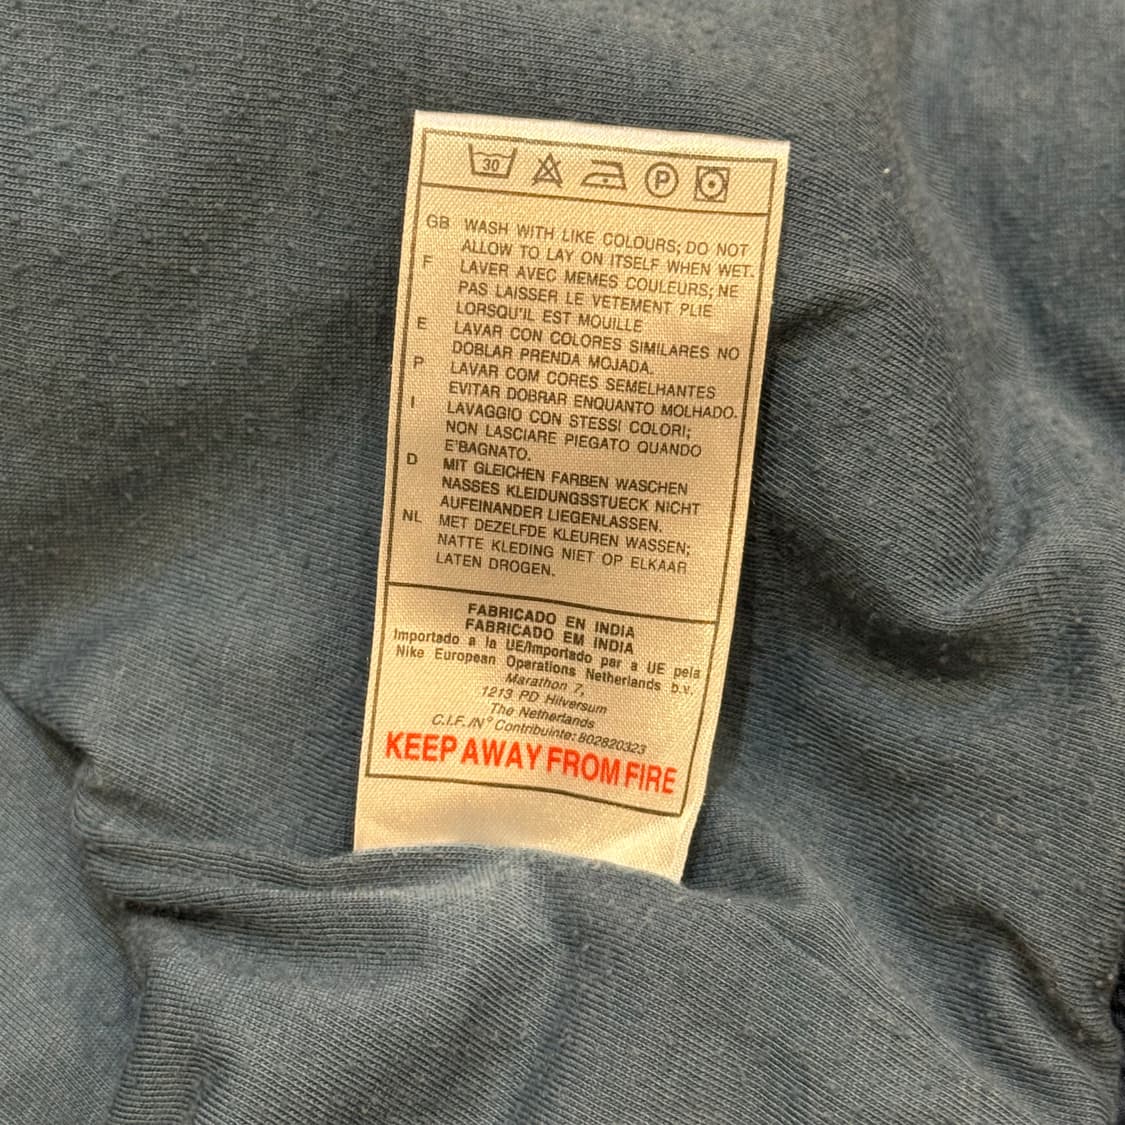 30 P
GB WASH WITH LIKE COLOURS; DO NOT
ALLOW TO LAY ON ITSELF WHEN WET.
F LAVER AVEC MEMES COULEURS; NE
PAS LAISSER LE VETEMENT PLIE
LORSQU'IL EST MOUILLE
E LAVAR CON COLORES SIMILARES NO
DOBLAR PRENDA MOJADA.
P LAVAR COM CORES SEMELHANTES
EVITAR DOBRAR ENQUANTO MOLHADO.
I LAVAGGIO CON STESSI COLORI;
NON LASCIARE PIEGATO QUANDO
E'BAGNATO.
D MIT GLEICHEN FARBEN WASCHEN
NASSES KLEIDUNGSSTUECK NICHT
AUFEINANDER LIEGENLASSEN.
NL MET DEZELFDE KLEUREN WASSEN;
NATTE KLEDING NIET OP ELKAAR
LATEN DROGEN.
FABRICADO EN INDIA
FABRICADO EM INDIA
Importado a la UE/Importado par a UE pela
Nike European Operations Netherlands b.v.
Marathon 7,
1213 PD Hilversum
The Netherlands
C.I.F./N° Contribuinte: 802820323
KEEP AWAY FROM FIRE